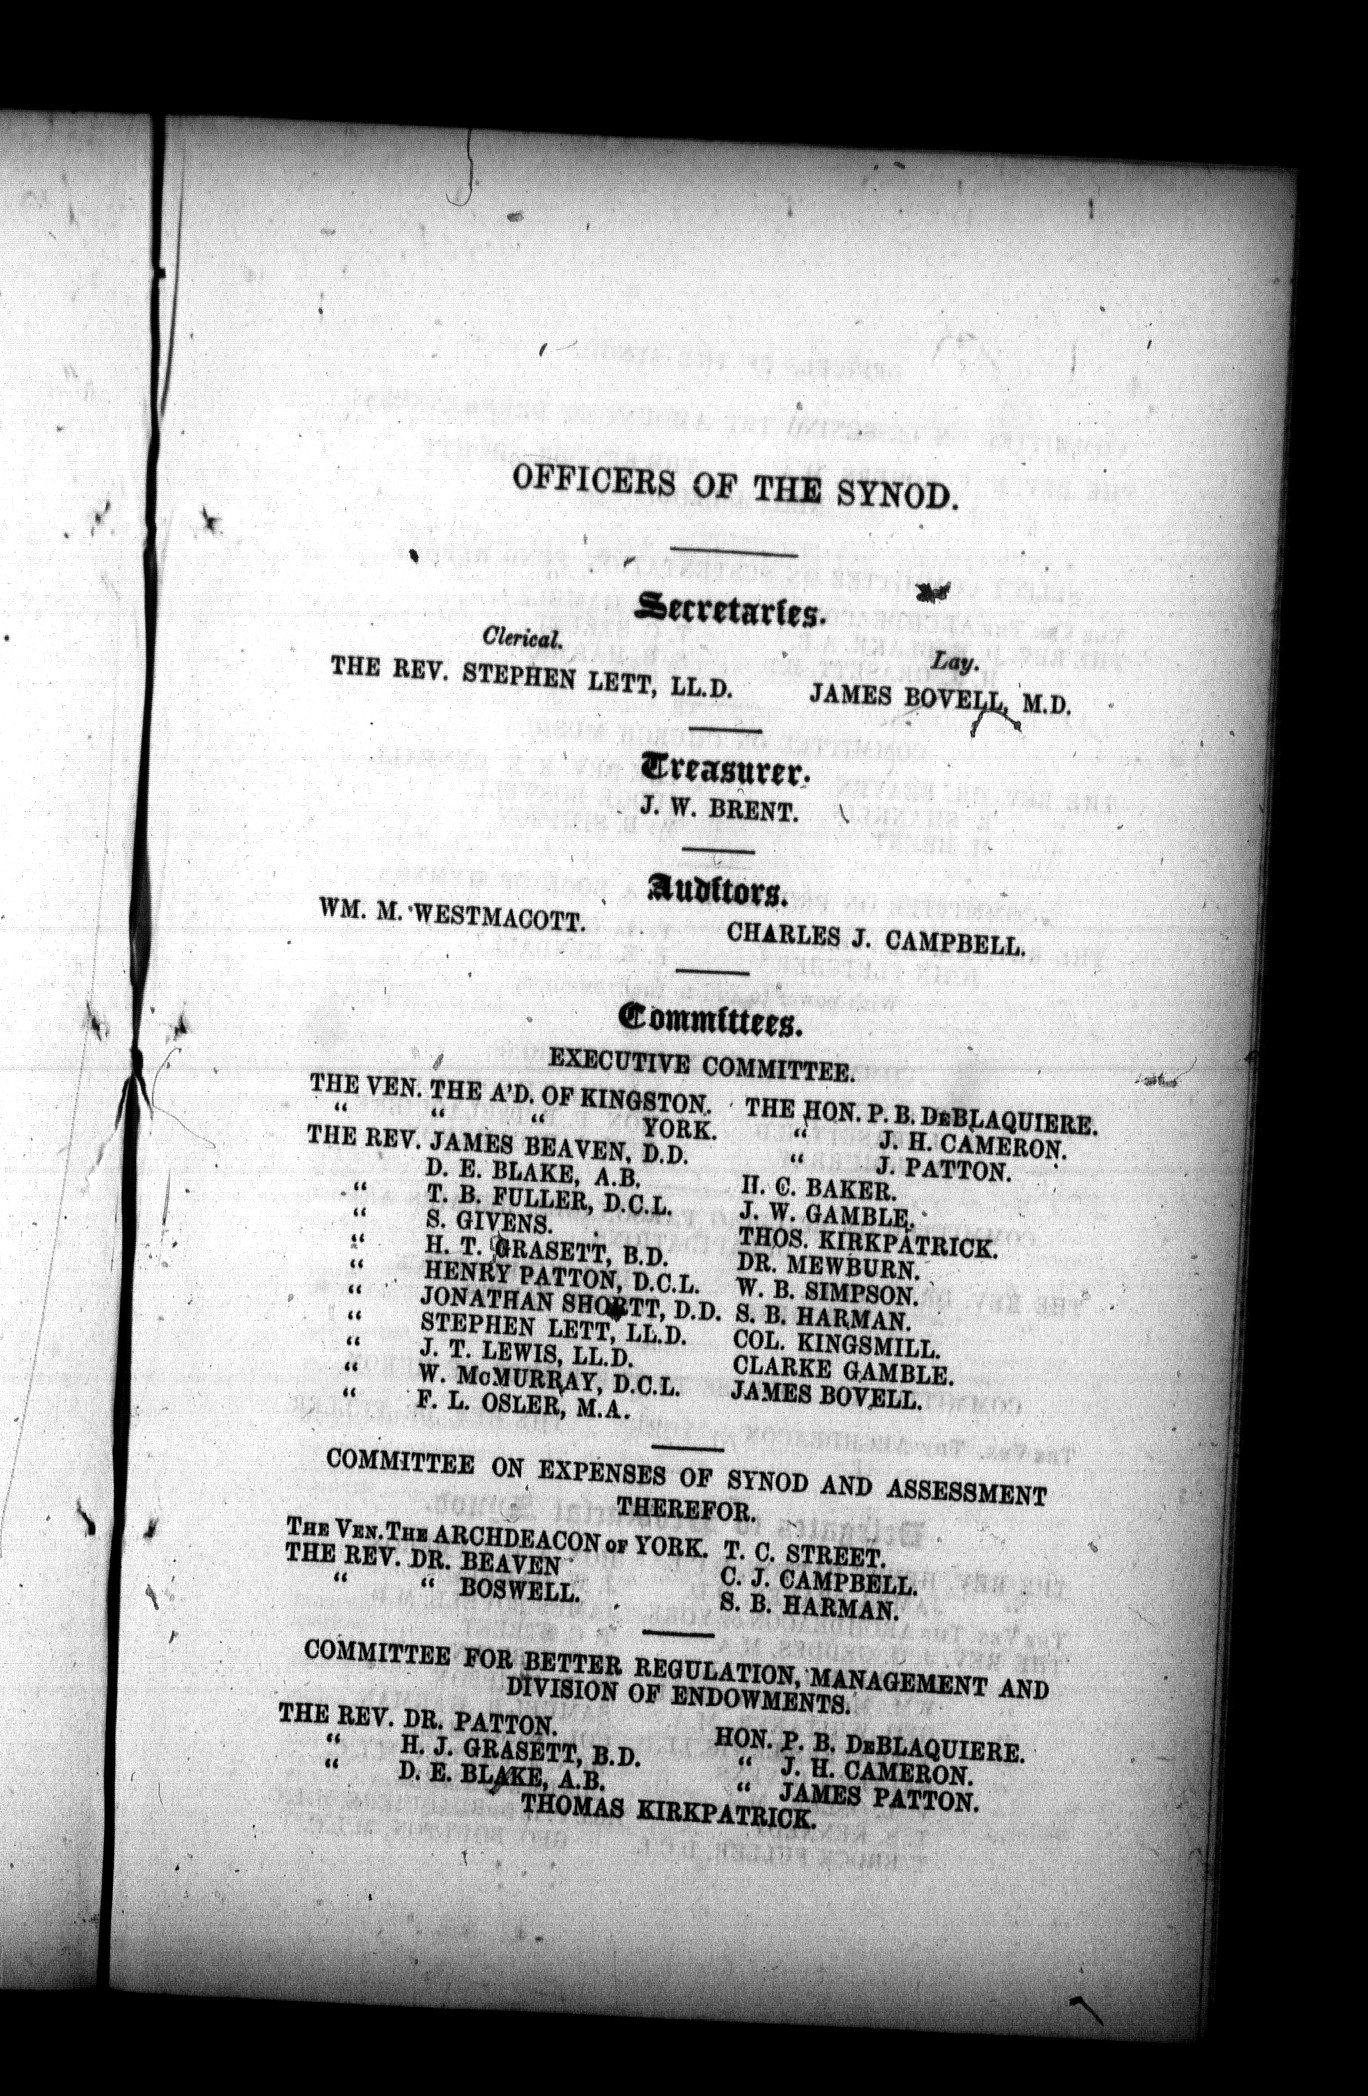 OFFICERS OF THE SYNOD.
Secretaries.
Clerical. Lay.
THE REV. STEPHEN LETT, LL.D. JAMES BOVELL, M.D.
Treasurer.
J. W. BRENT.
Auditors.
WM. M. WESTMACOTT. CHARLES J. CAMPBELL.
Committees.
EXECUTIVE COMMITTEE.
THE VEN. THE A'D. OF KINGSTON. THE HON. P. B. DEBLAQUIERE.
“ “ “ YORK. “ J. H. CAMERON.
THE REV. JAMES BEAVEN, D.D. “ J. PATTON.
D. E. BLAKE, A.B. H. C. BAKER.
“ T. B. FULLER, D.C.L. J. W. GAMBLE.
“ S. GIVENS. THOS. KIRKPATRICK.
“ H. T. GRASETT, B.D. DR. MEWBURN.
“ HENRY PATTON, D.C.L. W. B. SIMPSON.
“ JONATHAN SHORTT, D.D. S. B. HARMAN.
“ STEPHEN LETT, LL.D. COL. KINGSMILL.
“ J. T. LEWIS, LL.D. CLARKE GAMBLE.
“ W. McMURRAY, D.C.L. JAMES BOVELL.
“ F. L. OSLER, M.A.
COMMITTEE ON EXPENSES OF SYNOD AND ASSESSMENT
THEREFOR.
THE VEN. THE ARCHDEACON OF YORK. T. C. STREET.
THE REV. DR. BEAVEN C. J. CAMPBELL.
“ “ BOSWELL. S. B. HARMAN.
COMMITTEE FOR BETTER REGULATION, MANAGEMENT AND
DIVISION OF ENDOWMENTS.
THE REV. DR. PATTON. HON. P. B. DEBLAQUIERE.
“ H. J. GRASETT, B.D. “ J. H. CAMERON.
“ D. E. BLAKE, A.B. “ JAMES PATTON.
THOMAS KIRKPATRICK.